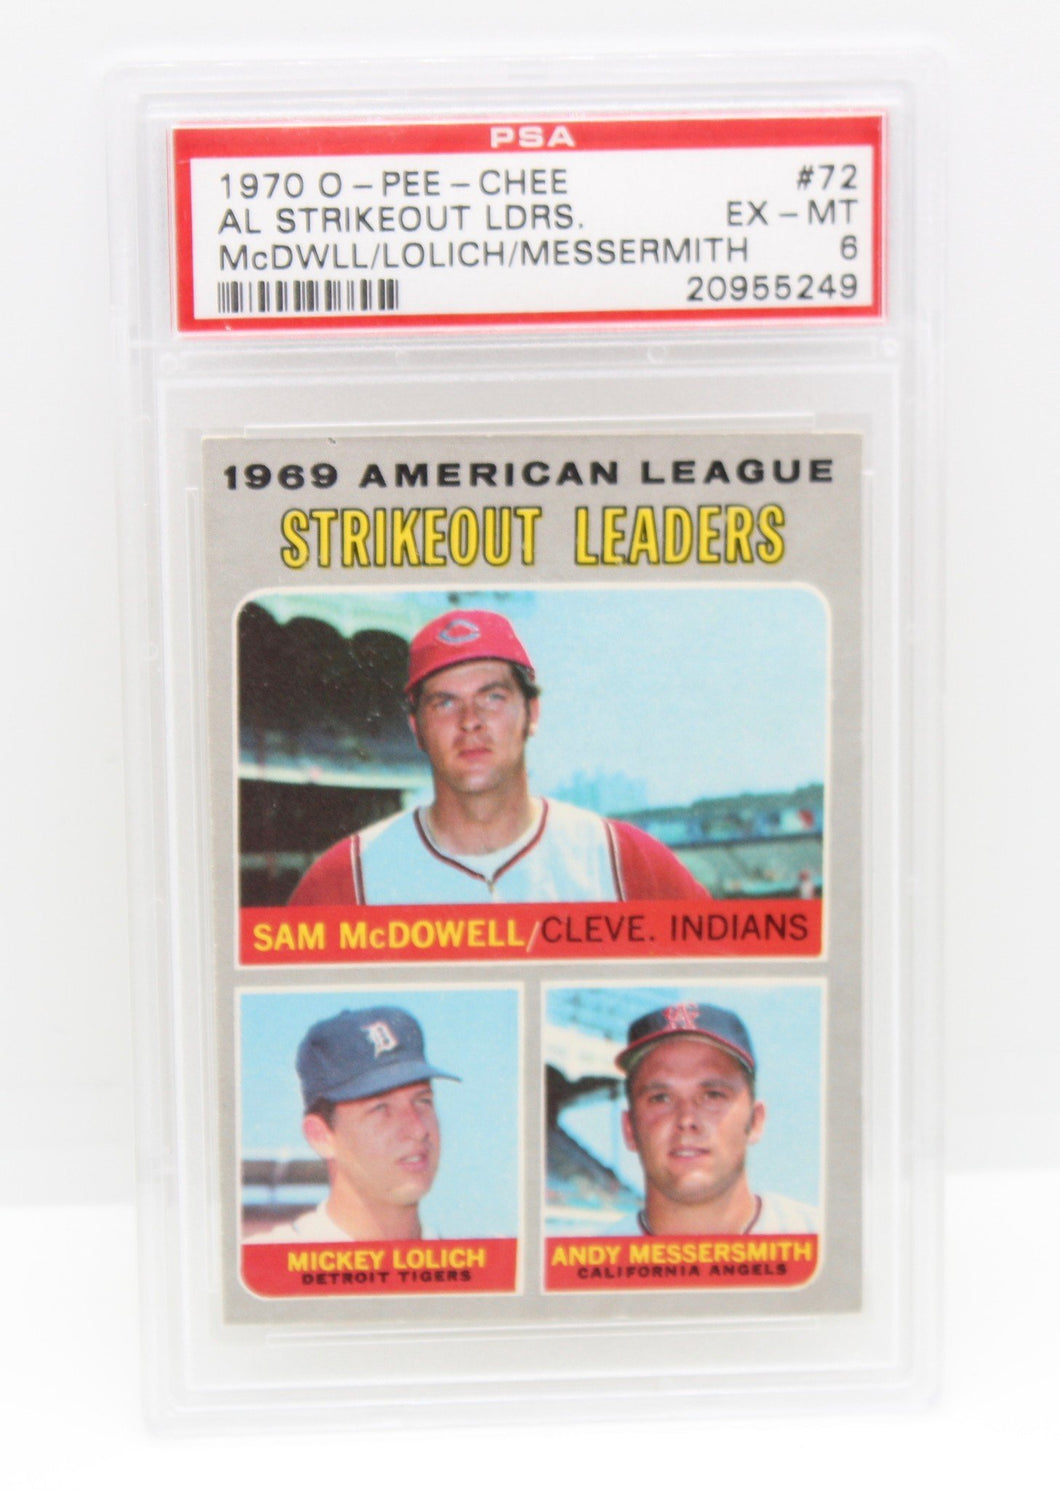 PSA
1970 O-PEE-CHEE #72
AL STRIKEOUT LDRS. EX-MT
McDWLL/LOLICH/MESSERMITH 6
20955249
1969 AMERICAN LEAGUE
STRIKEOUT LEADERS
C
SAM McDOWELL/CLEVE. INDIANS
D
CA
MICKEY LOLICH
DETROIT TIGERS
ANDY MESSERSMITH
CALIFORNIA ANGELS